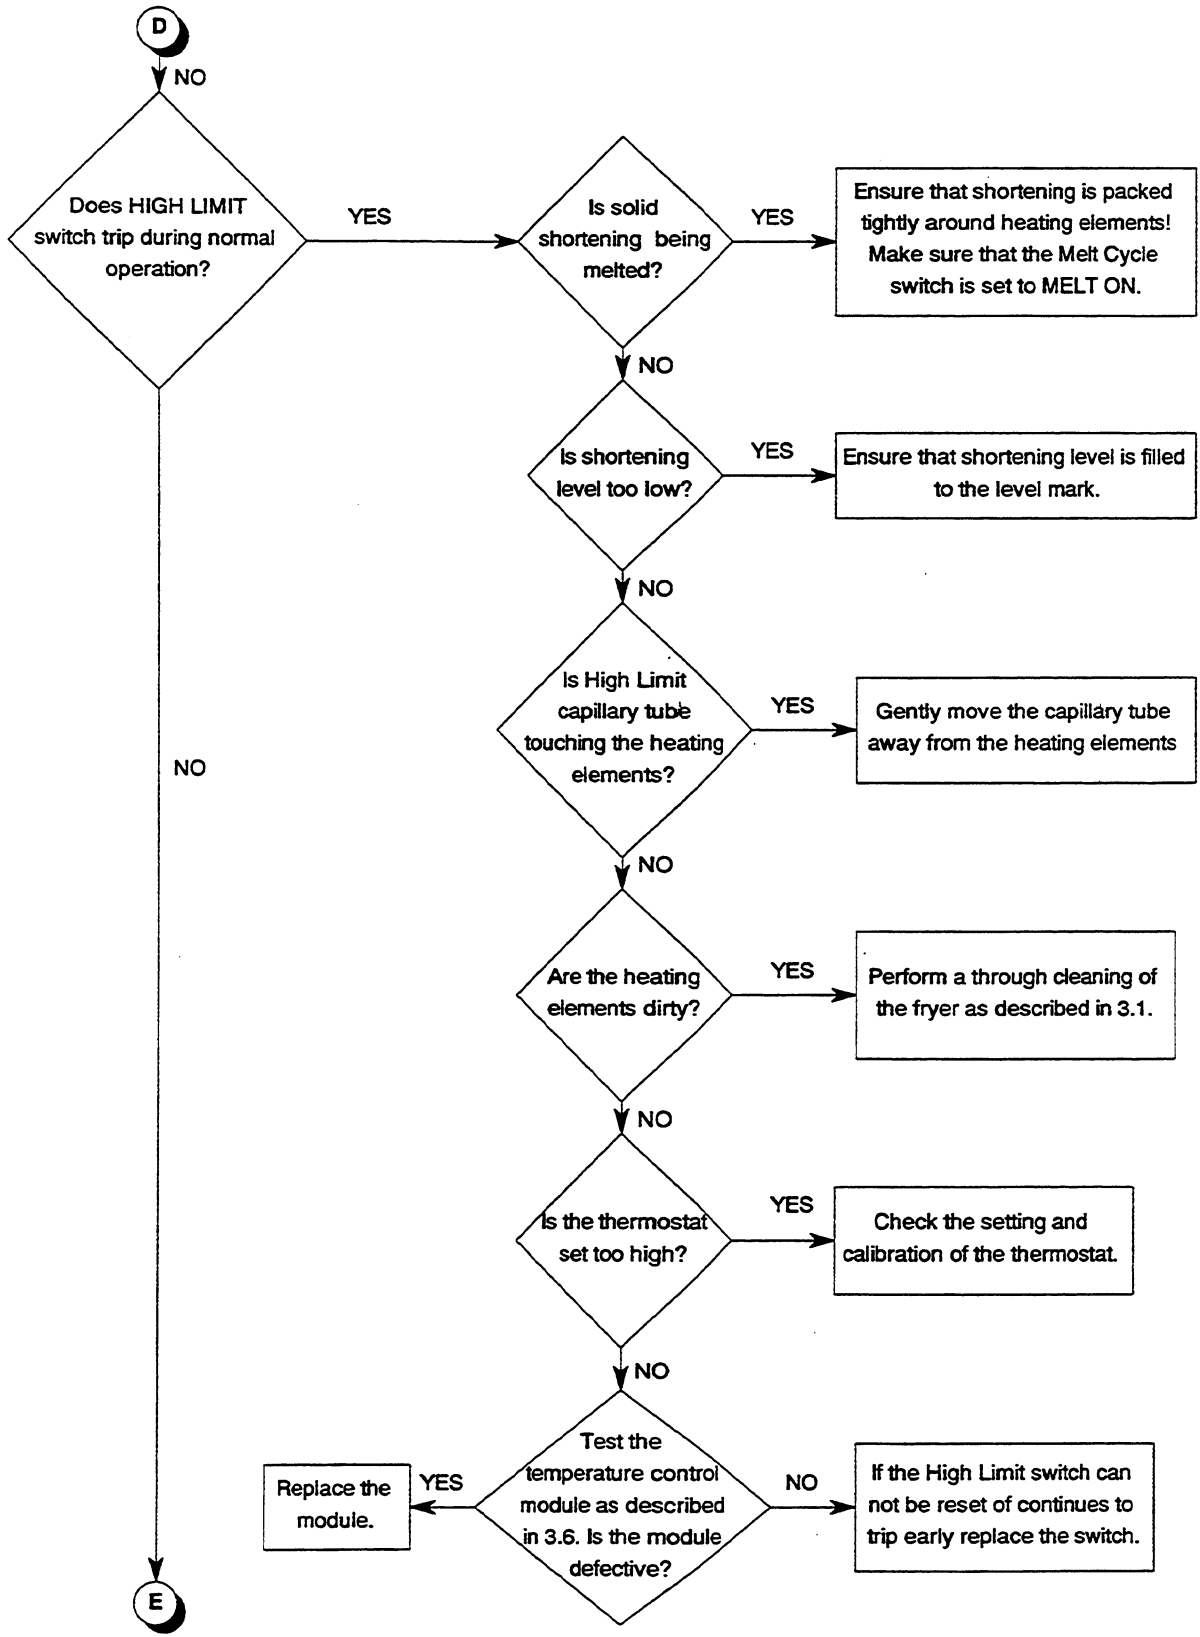 D
NO
Does HIGH LIMIT
switch trip during normal
operation?
YES
Is solid
shortening being
melted?
YES
Ensure that shortening is packed
tightly around heating elements!
Make sure that the Melt Cycle
switch is set to MELT ON.
NO
Is shortening
level too low?
YES
Ensure that shortening level is filled
to the level mark.
NO
Is High Limit
capillary tube
touching the heating
elements?
YES
Gently move the capillary tube
away from the heating elements
NO
NO
Are the heating
elements dirty?
YES
Perform a through cleaning of
the fryer as described in 3.1.
NO
Is the thermostat
set too high?
YES
Check the setting and
calibration of the thermostat.
NO
Test the
temperature control
module as described
in 3.6. Is the module
defective?
YES
Replace the
module.
NO
If the High Limit switch can
not be reset of continues to
trip early replace the switch.
E